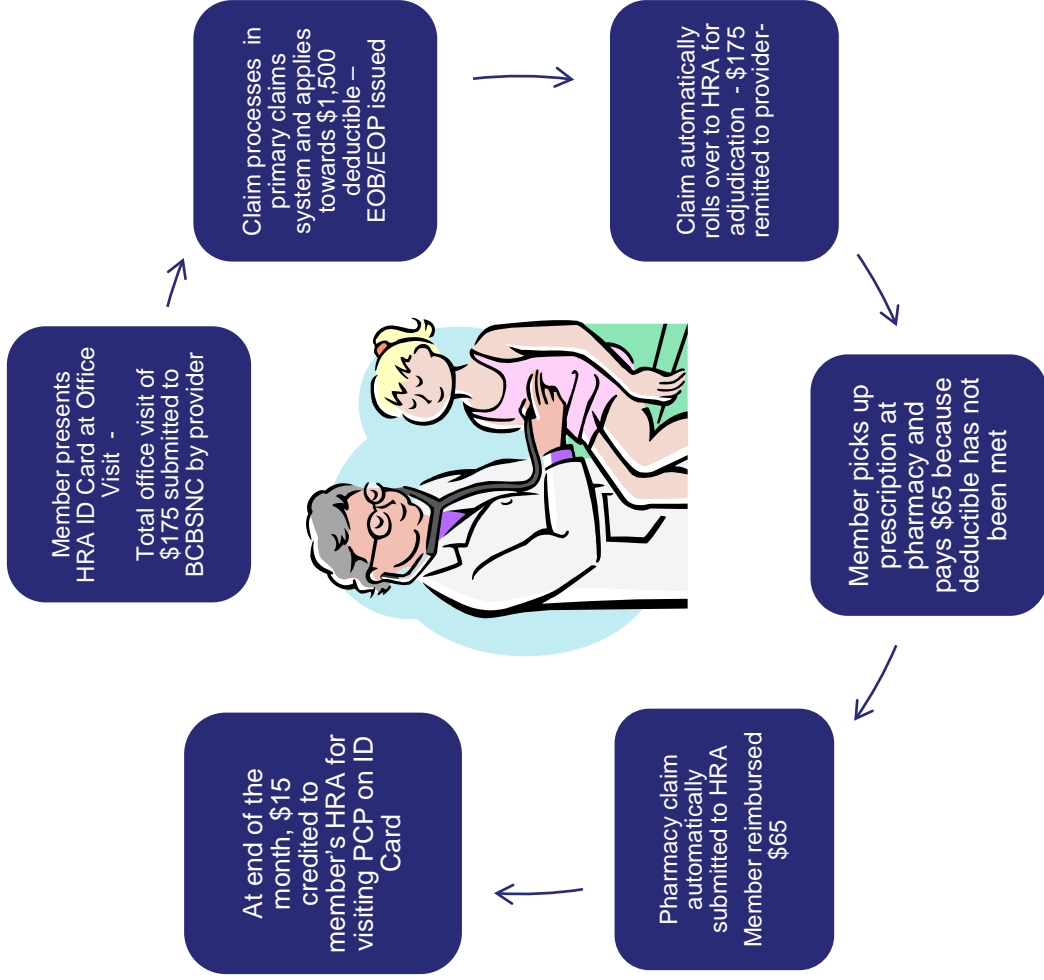 Member presents
HRA ID Card at Office
Visit -
Total office visit of
$175 submitted to
BCBSNC by provider
Claim processes in
primary claims
system and applies
towards $1,500
deductible –
EOB/EOP issued
Claim automatically
rolls over to HRA for
adjudication - $175
remitted to provider-
Member picks up
prescription at
pharmacy and
pays $65 because
deductible has not
been met
Pharmacy claim
automatically
submitted to HRA
Member reimbursed
$65
At end of the
month, $15
credited to
member’s HRA for
visiting PCP on ID
Card